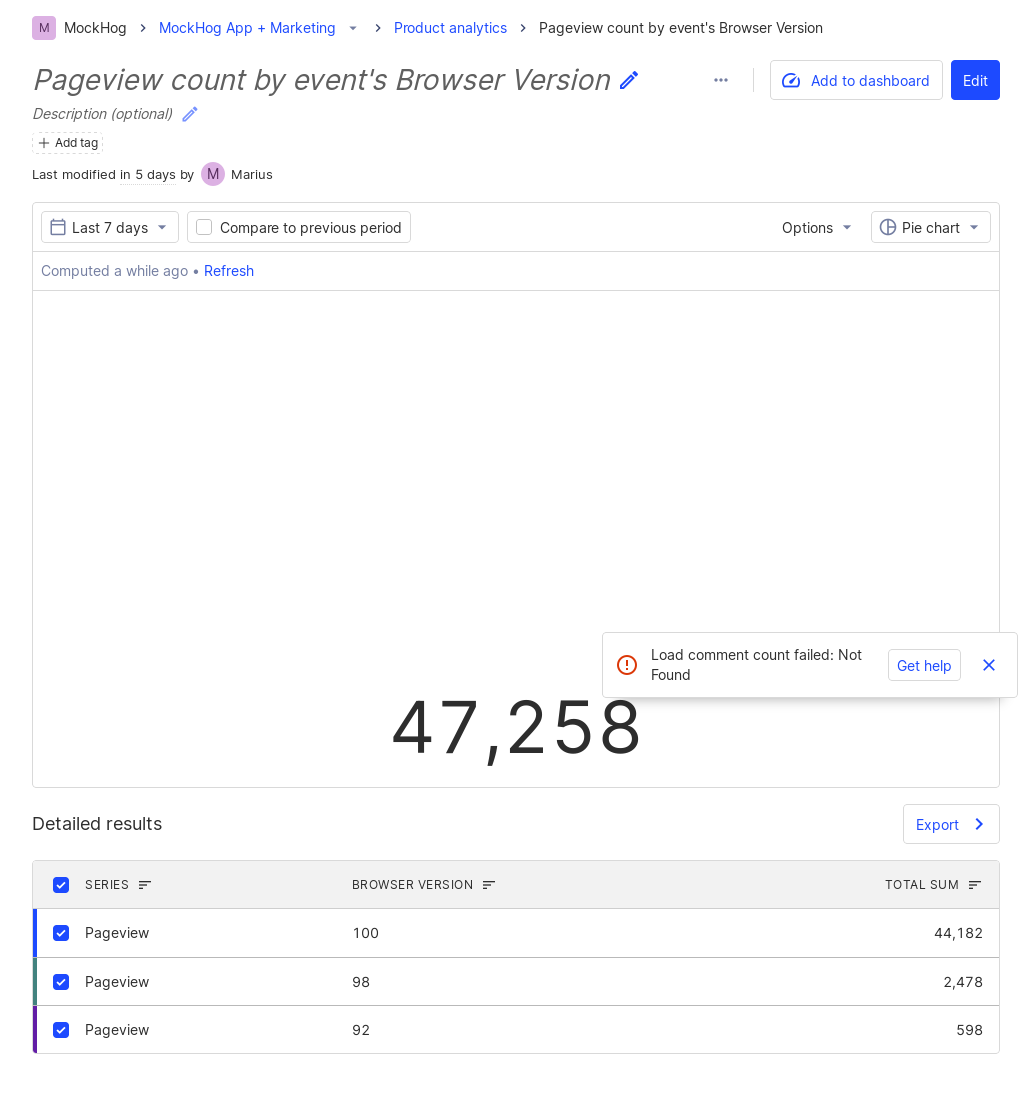 M MockHog MockHog App + Marketing Product analytics Pageview count by event's Browser Version
Pageview count by event's Browser Version
Add to dashboard Edit
Description (optional)
Add tag
Last modified in 5 days by M Marius
Last 7 days Compare to previous period Options Pie chart
Computed a while ago • Refresh
Load comment count failed: Not
Found
Get help
47,258
Detailed results Export
SERIES BROWSER VERSION TOTAL SUM
Pageview 100 44,182
Pageview 98 2,478
Pageview 92 598